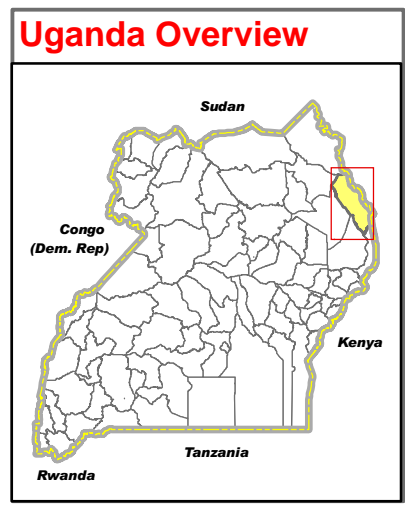 Uganda Overview
Sudan
Congo
(Dem. Rep)
Kenya
Tanzania
Rwanda